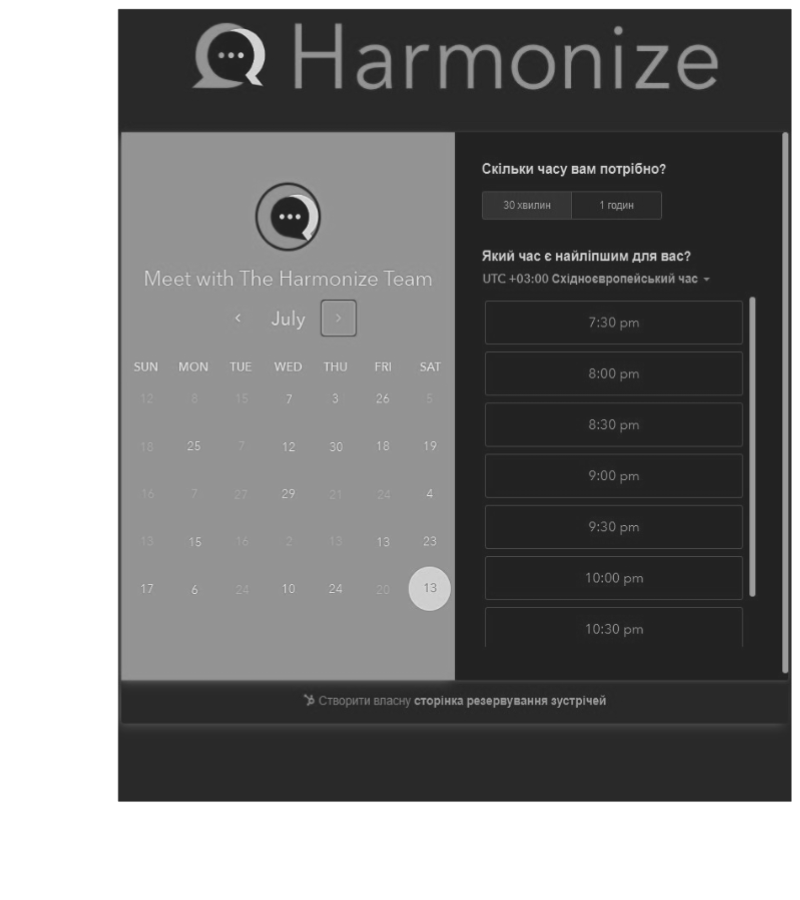 Harmonize
Meet with The Harmonize Team
July
SUN MON TUE WED THU FRI SAT
12 8 15 7 3 26 5
18 25 7 12 30 18 19
16 7 27 29 21 24 4
13 15 16 2 13 13 23
17 6 24 10 24 20 13
Скільки часу вам потрібно?
30 хвилин 1 годин
Який час є найліпшим для вас?
UTC +03:00 Східноєвропейський час
7:30 pm
8:00 pm
8:30 pm
9:00 pm
9:30 pm
10:00 pm
10:30 pm
Створити власну сторінка резервування зустрічей